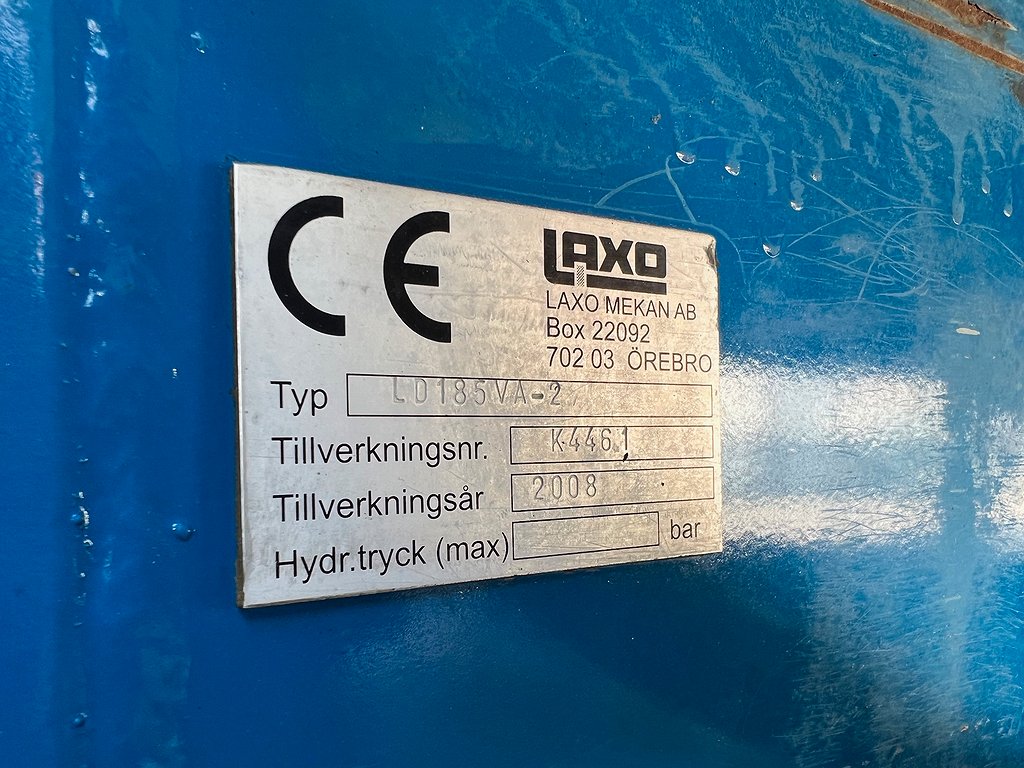 CE
LAXO
LAXO MEKAN AB
Box 22092
702 03 ÖREBRO
Typ LD185VA-2
Tillverkningsnr. K4461
Tillverkningsår 2008
Hydr.tryck (max) bar